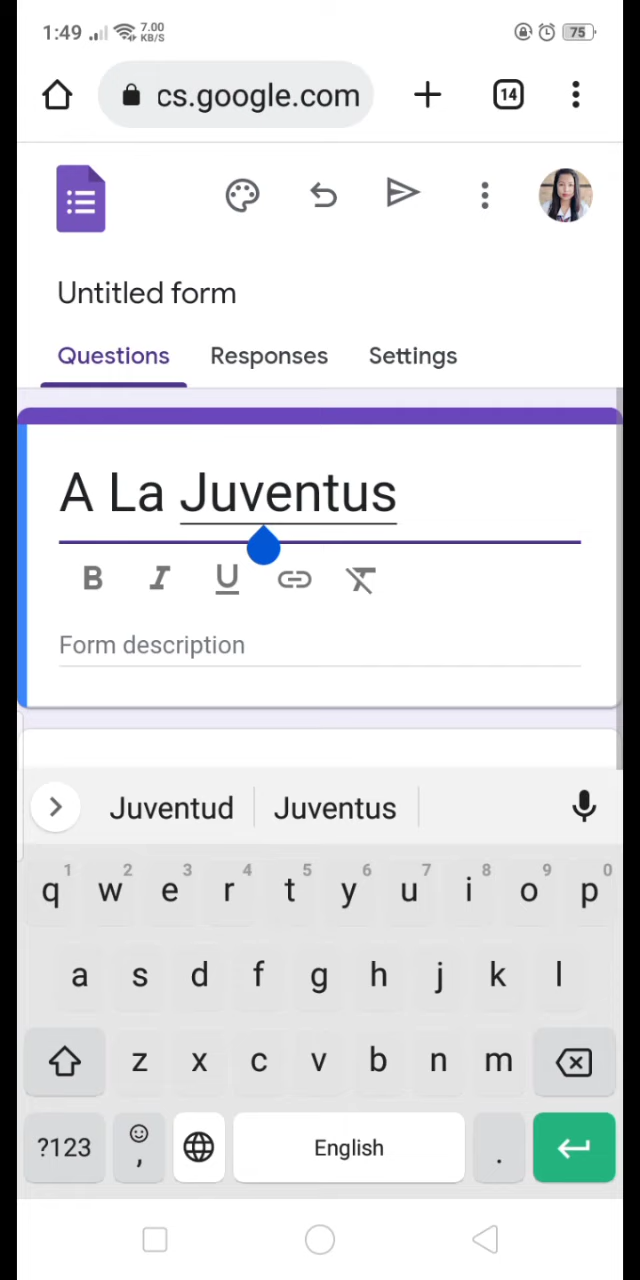 1:49 7.00 KB/S 75
cs.google.com 14
Untitled form
Questions Responses Settings
A La Juventus
B I U
Form description
Juventud Juventus
1 2 3 4 5 6 7 8 9 0
q w e r t y u i o p
a s d f g h j k l
z x c v b n m
?123 , English .